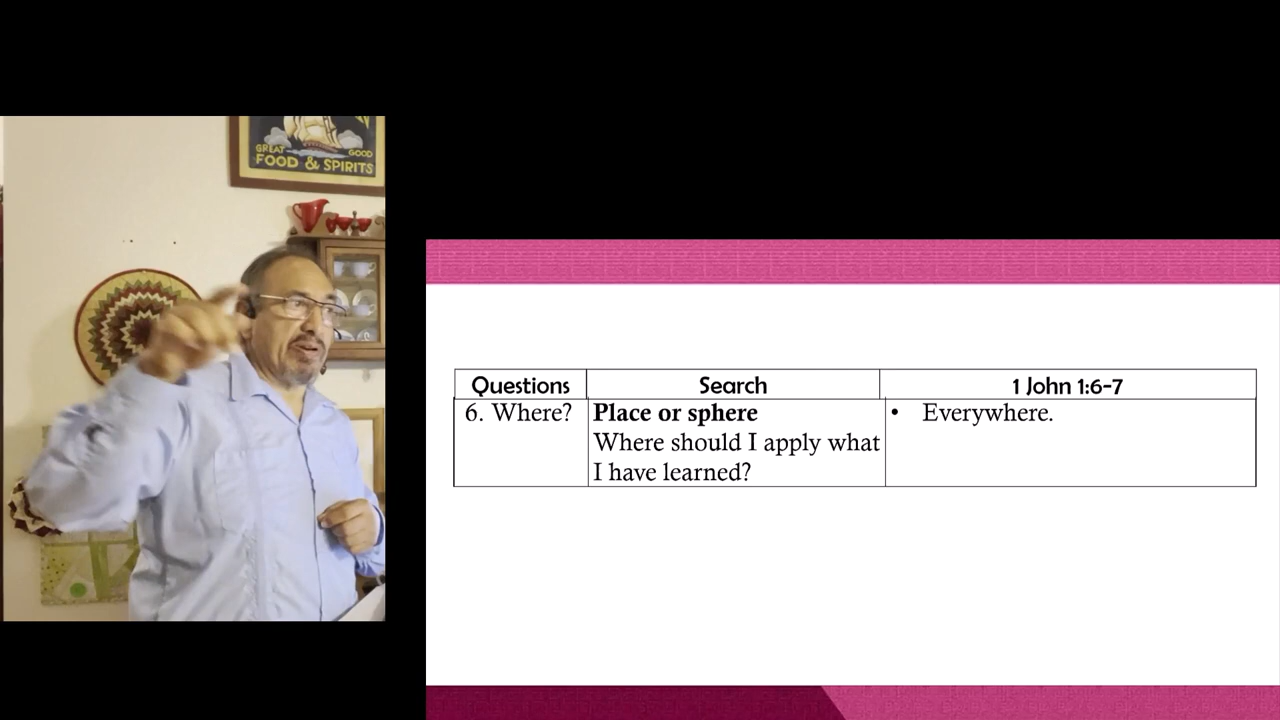 GREAT GOOD
FOOD & SPIRITS
Questions Search 1 John 1:6-7
6. Where? Place or sphere • Everywhere.
Where should I apply what
I have learned?